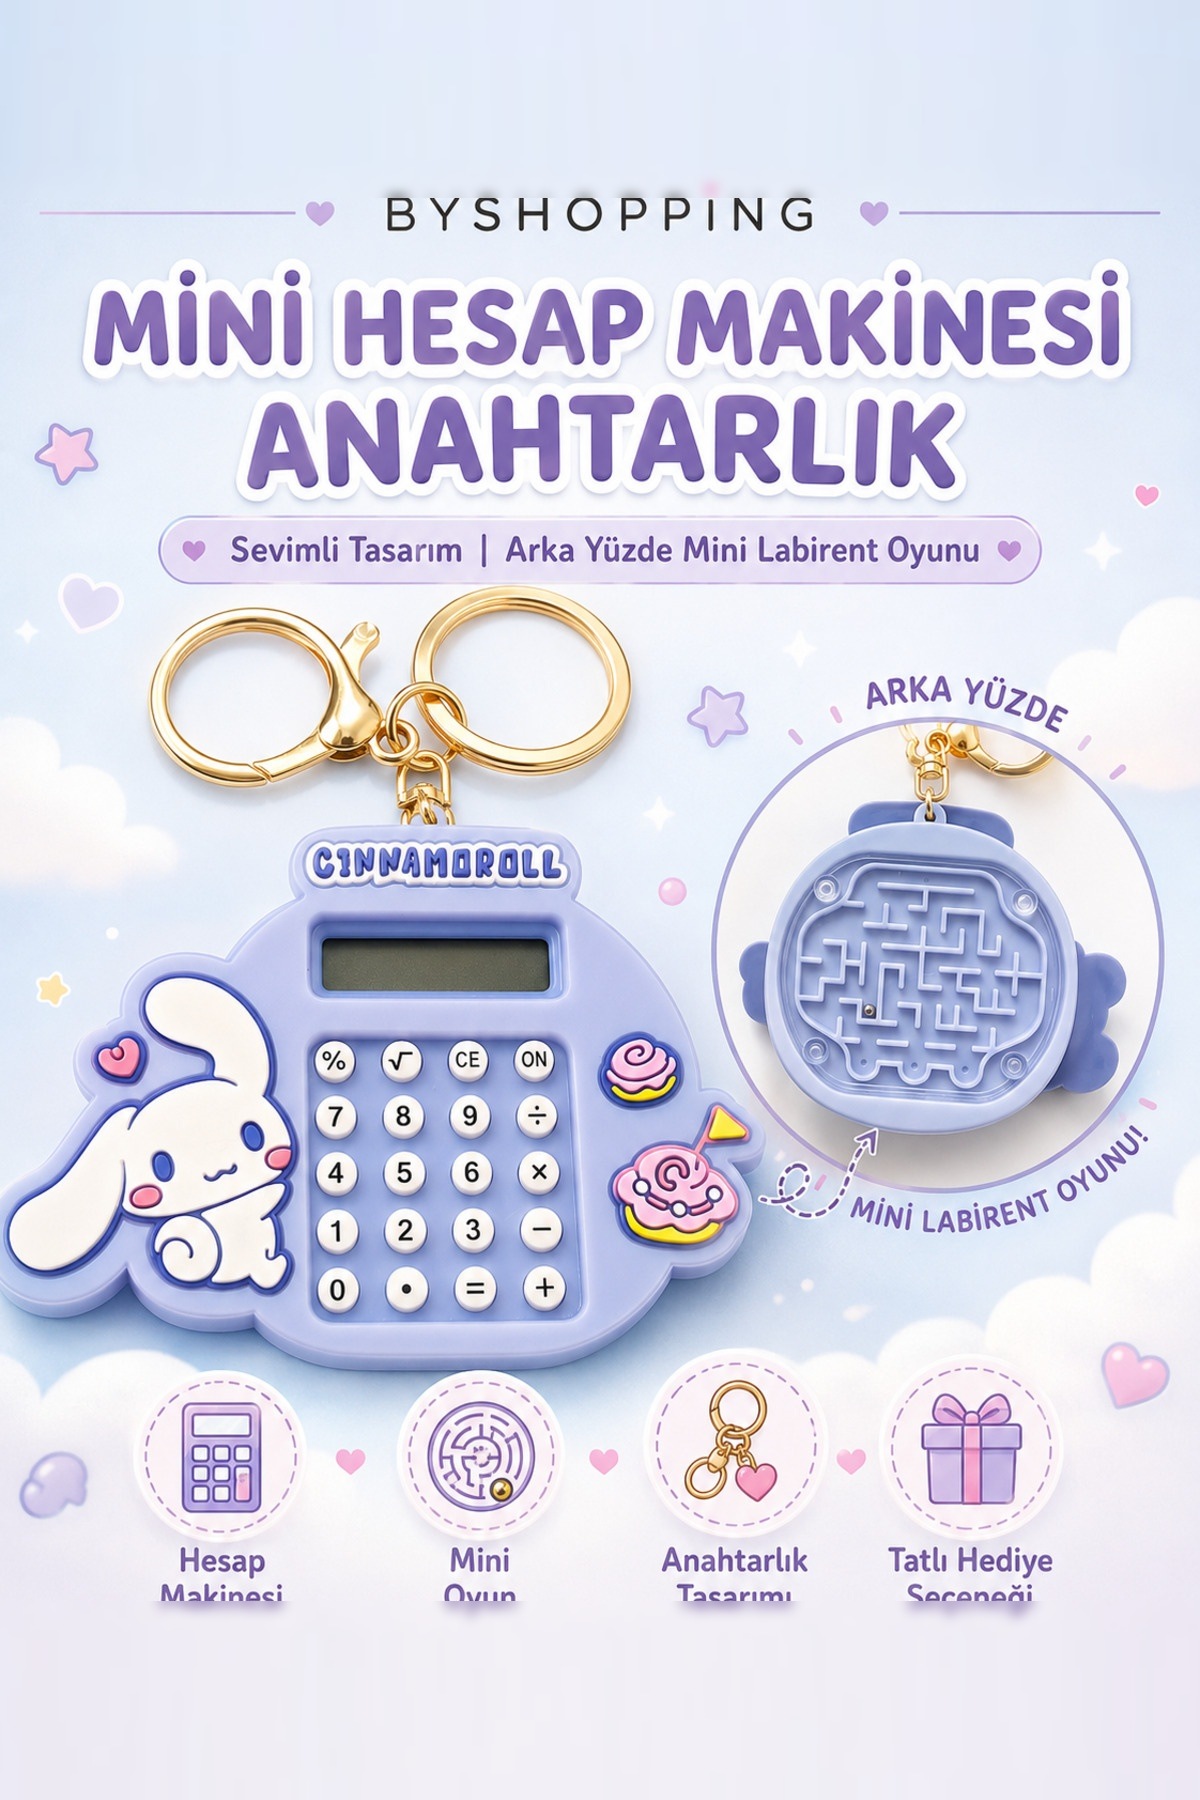 BYSHOPPING
MİNİ HESAP MAKİNESİ
ANAHTARLIK
Sevimli Tasarım | Arka Yüzde Mini Labirent Oyunu
ARKA YÜZDE
CINNAMOROLL
% √ CE ON
7 8 9 ÷
4 5 6 ×
1 2 3 −
0 • = +
MİNİ LABİRENT OYUNU!
Hesap
Makinesi
Mini
Oyun
Anahtarlık
Tasarımı
Tatlı Hediye
Seçeneği